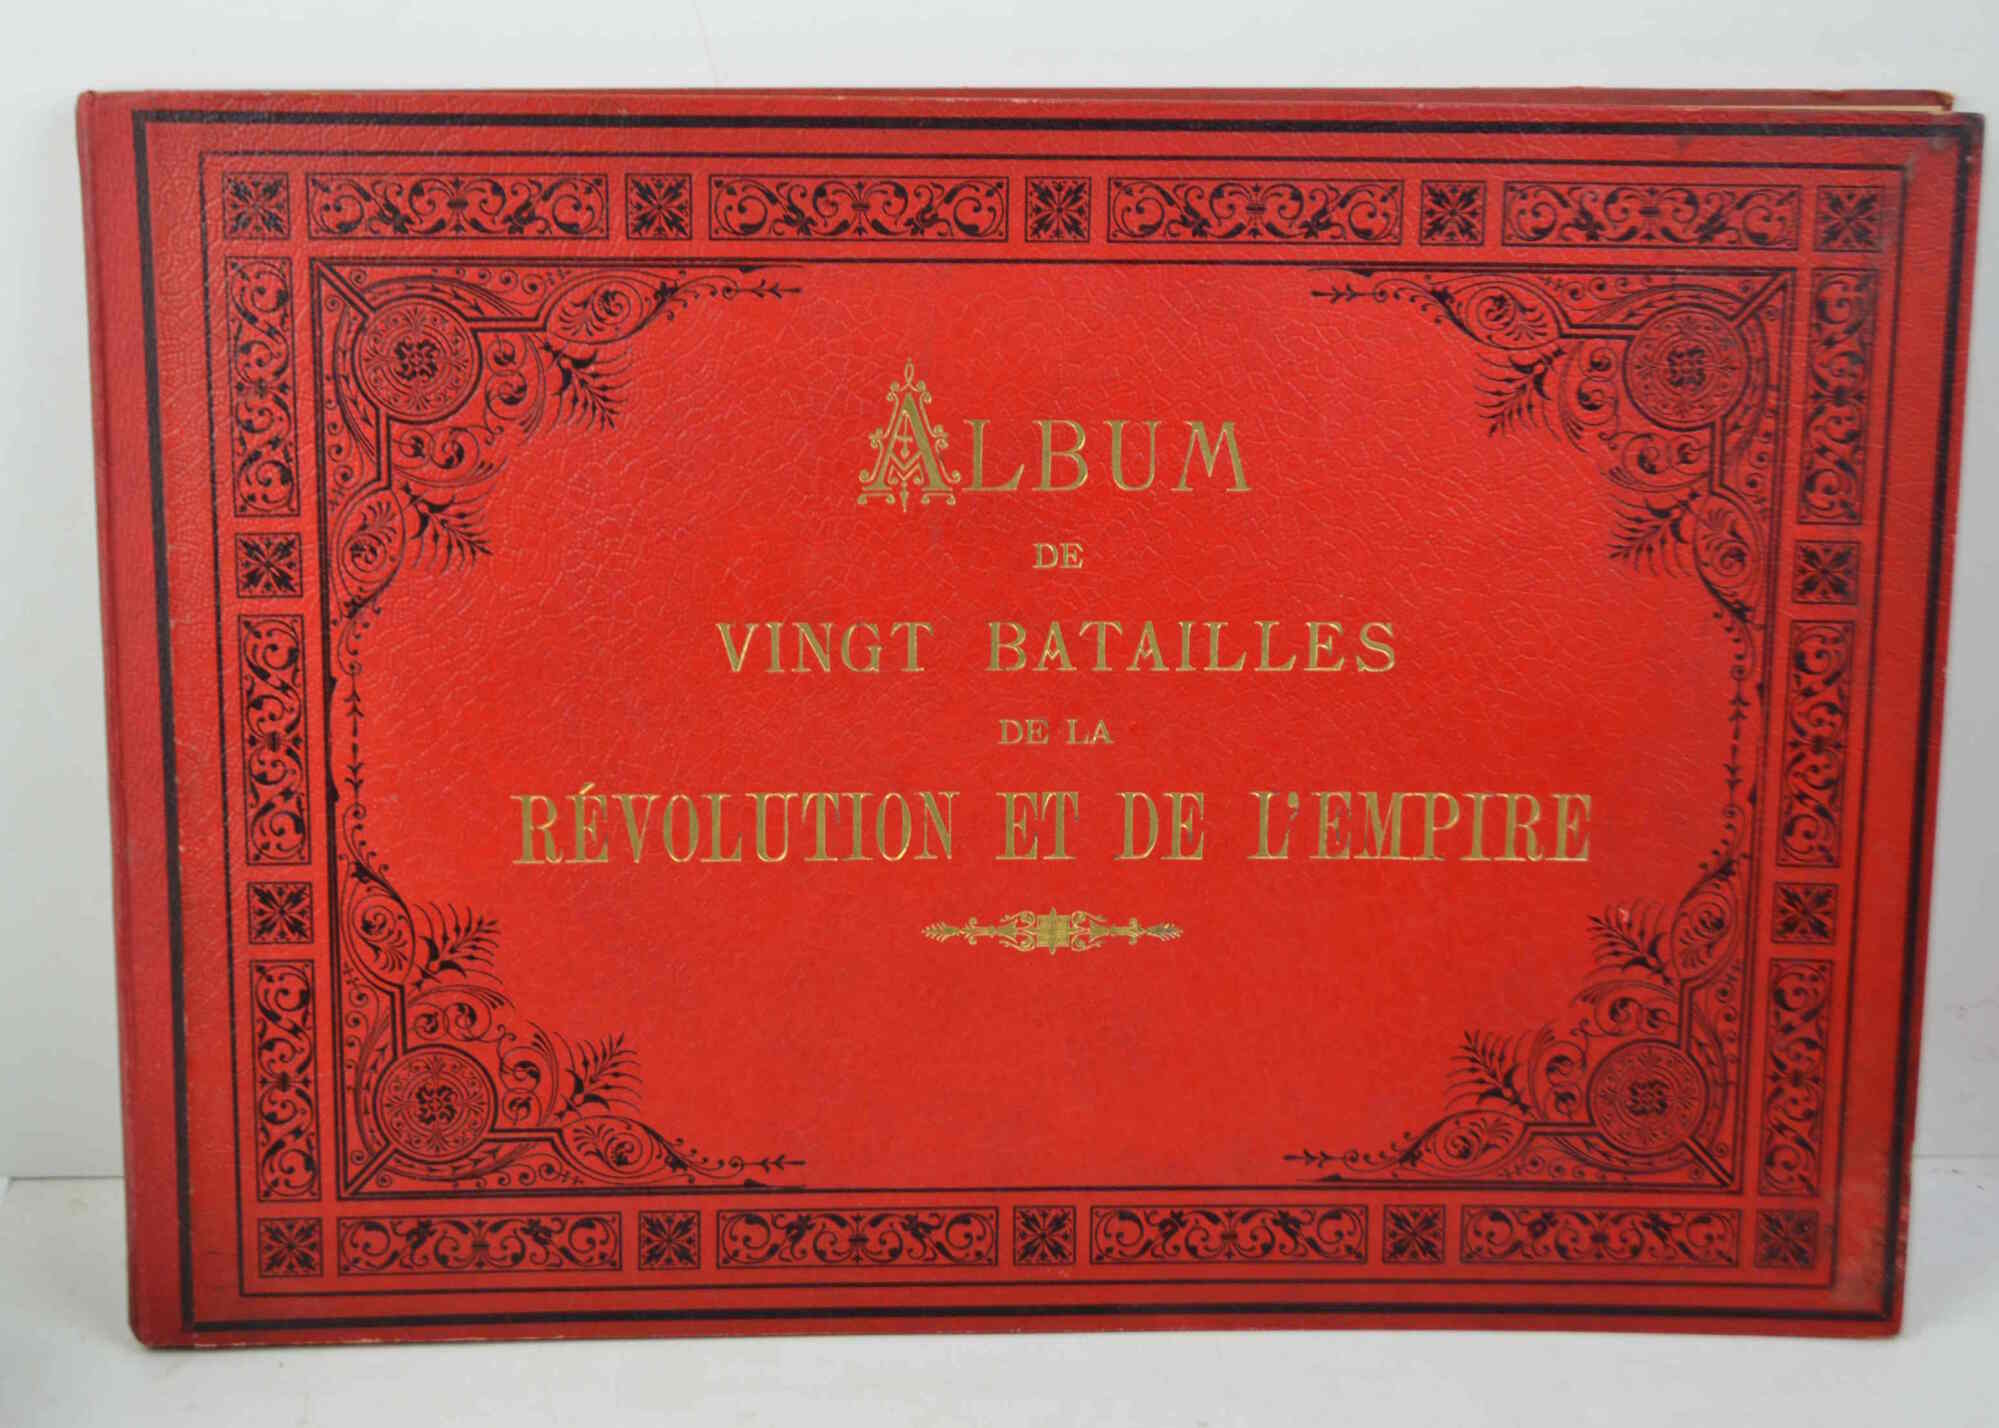 ALBUM
DE
VINGT BATAILLES
DE LA
RÉVOLUTION ET DE L'EMPIRE